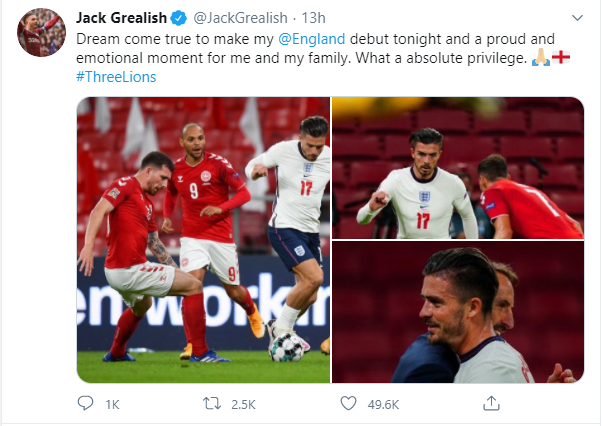 Jack Grealish @JackGrealish · 13h
Dream come true to make my @England debut tonight and a proud and
emotional moment for me and my family. What a absolute privilege.
#ThreeLions
9
9
17
17
7
1K
2.5K
49.6K